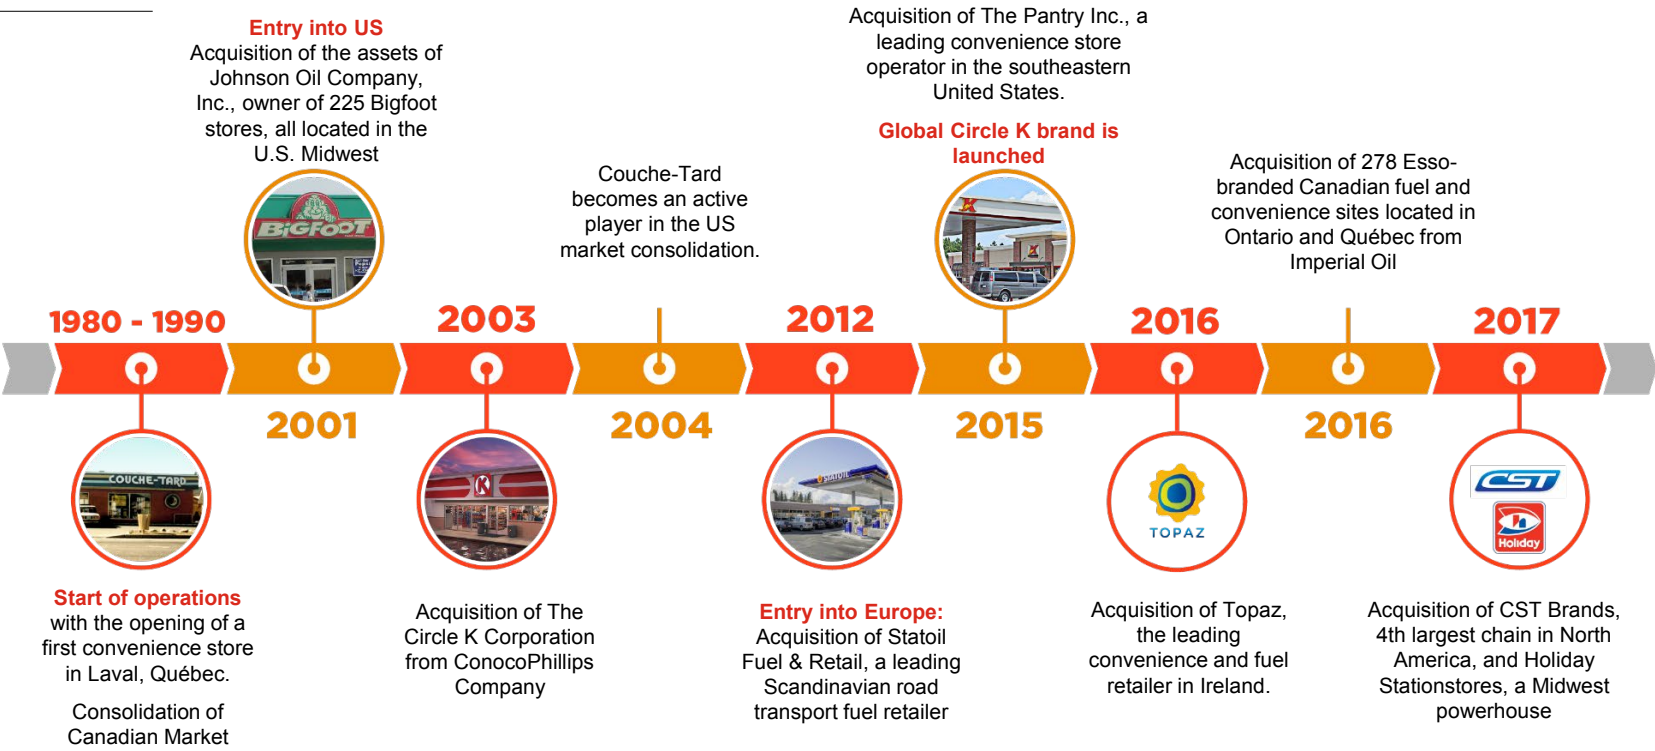 Entry into US
Acquisition of the assets of
Johnson Oil Company,
Inc., owner of 225 Bigfoot
stores, all located in the
U.S. Midwest
BIGFOOT
Couche-Tard
becomes an active
player in the US
market consolidation.
Acquisition of The Pantry Inc., a
leading convenience store
operator in the southeastern
United States.
Global Circle K brand is
launched
Acquisition of 278 Esso-
branded Canadian fuel and
convenience sites located in
Ontario and Québec from
Imperial Oil
1980 - 1990
2003
2012
2016
2017
2001
2004
2015
2016
COUCHE-TARD
K
STATOIL
TOPAZ
CST
Holiday
Start of operations
with the opening of a
first convenience store
in Laval, Québec.
Consolidation of
Canadian Market
Acquisition of The
Circle K Corporation
from ConocoPhillips
Company
Entry into Europe:
Acquisition of Statoil
Fuel & Retail, a leading
Scandinavian road
transport fuel retailer
Acquisition of Topaz,
the leading
convenience and fuel
retailer in Ireland.
Acquisition of CST Brands,
4th largest chain in North
America, and Holiday
Stationstores, a Midwest
powerhouse